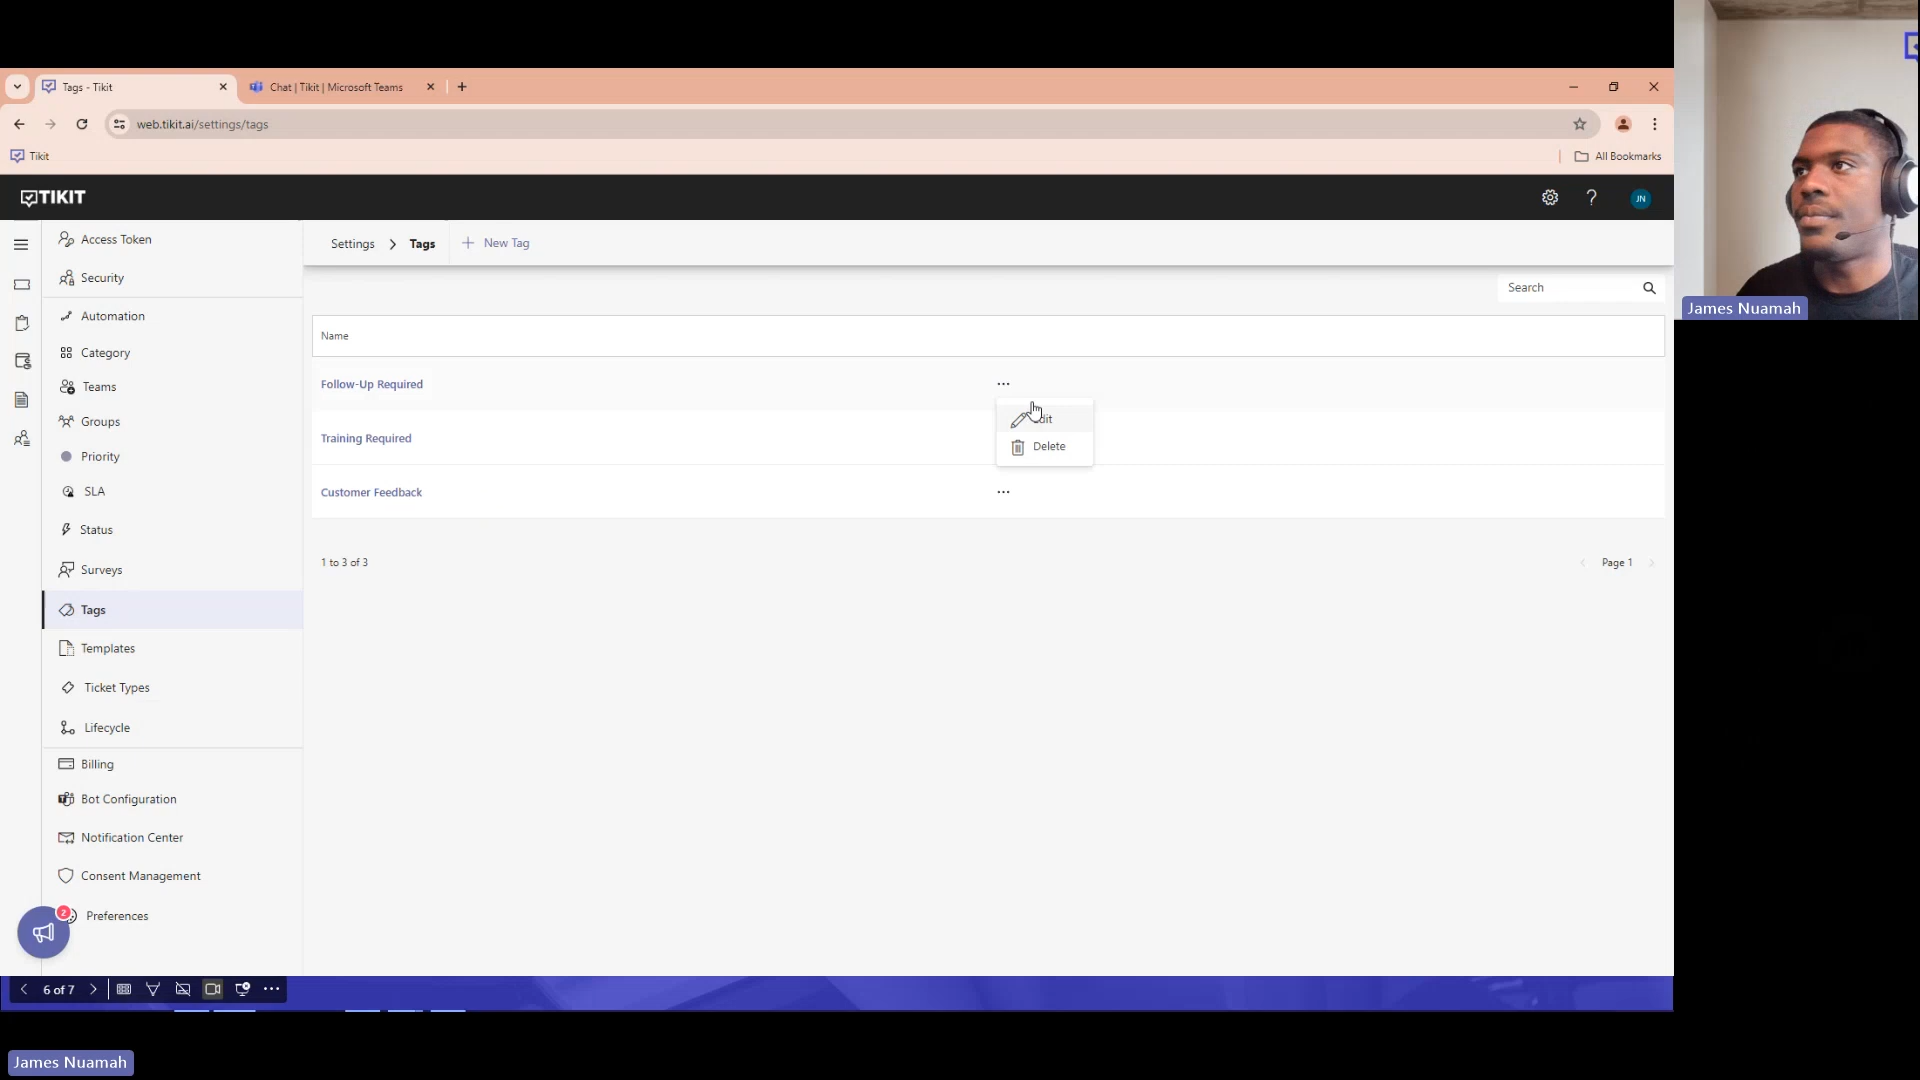 Tags - Tikit
Chat | Tikit | Microsoft Teams
web.tikit.ai/settings/tags
Tikit
All Bookmarks
TIKIT
?
JN
Access Token
Security
Automation
Category
Teams
Groups
Priority
SLA
Status
Surveys
Tags
Templates
Ticket Types
Lifecycle
Billing
Bot Configuration
Notification Center
Consent Management
Preferences
2
Settings > Tags
+ New Tag
Search
Name
Follow-Up Required
Training Required
Customer Feedback
Delete
1 to 3 of 3
Page 1
6 of 7
James Nuamah
James Nuamah